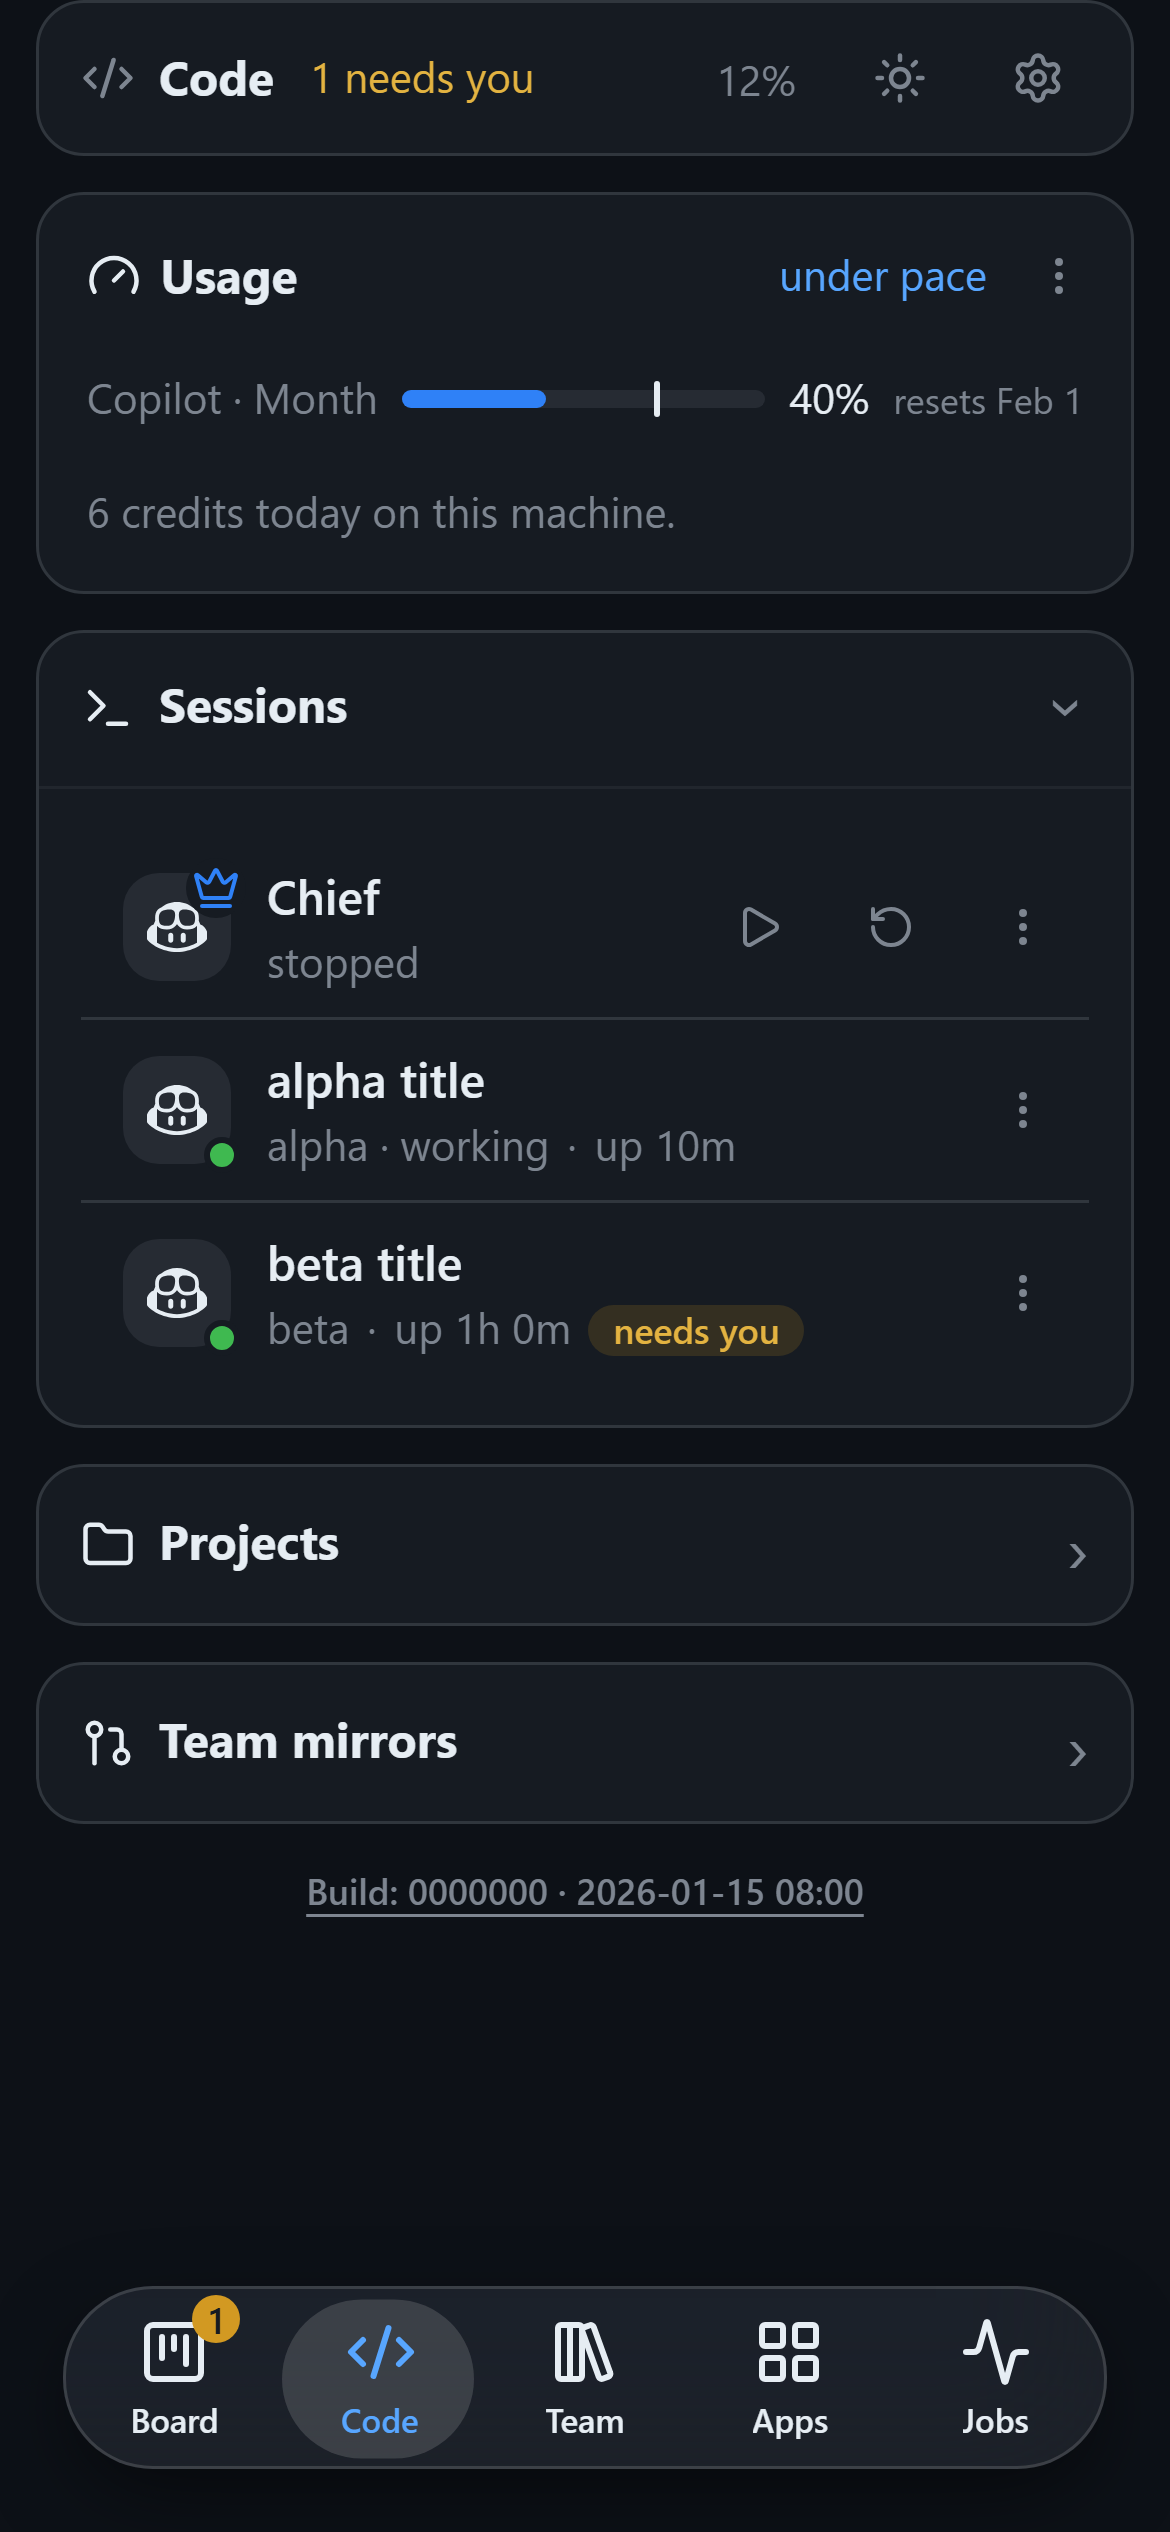 Code 1 needs you 12%
Usage under pace
Copilot · Month 40% resets Feb 1
6 credits today on this machine.
Sessions
Chief
stopped
alpha title
alpha · working · up 10m
beta title
beta · up 1h 0m needs you
Projects
Team mirrors
Build: 0000000 · 2026-01-15 08:00
1
Board Code Team Apps Jobs